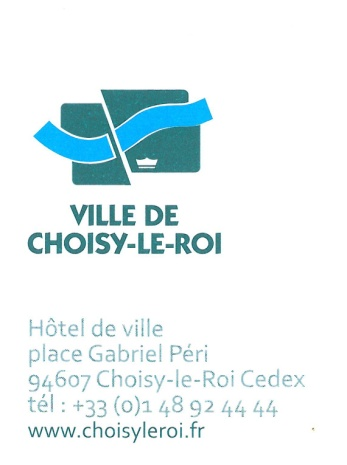 VILLE DE
CHOISY-LE-ROI
Hôtel de ville
place Gabriel Péri
94607 Choisy-le-Roi Cedex
tél : +33 (0)1 48 92 44 44
www.choisyleroi.fr